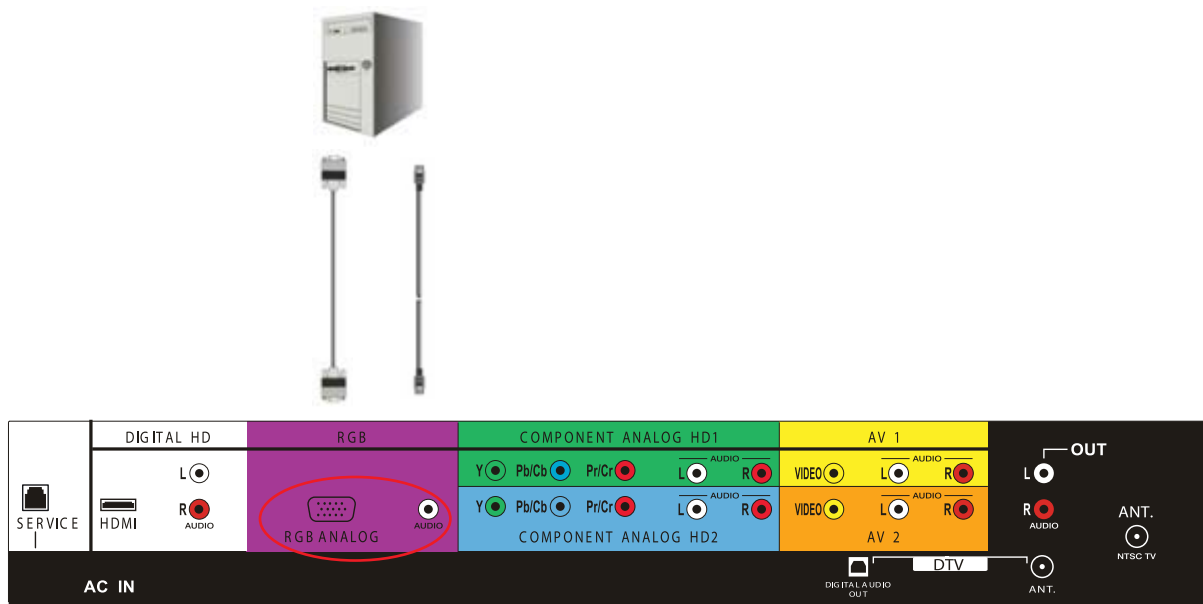 DIGITAL HD
RGB
COMPONENT ANALOG HD1
AV 1
OUT
L
Y Pb/Cb Pr/Cr L AUDIO R
VIDEO L AUDIO R
L
SERVICE
HDMI
R
AUDIO
RGB ANALOG
AUDIO
Y Pb/Cb Pr/Cr L AUDIO R
COMPONENT ANALOG HD2
VIDEO L AUDIO R
AV 2
R
AUDIO
ANT.
NTSC TV
AC IN
DIGITAL AUDIO
OUT
DTV
ANT.